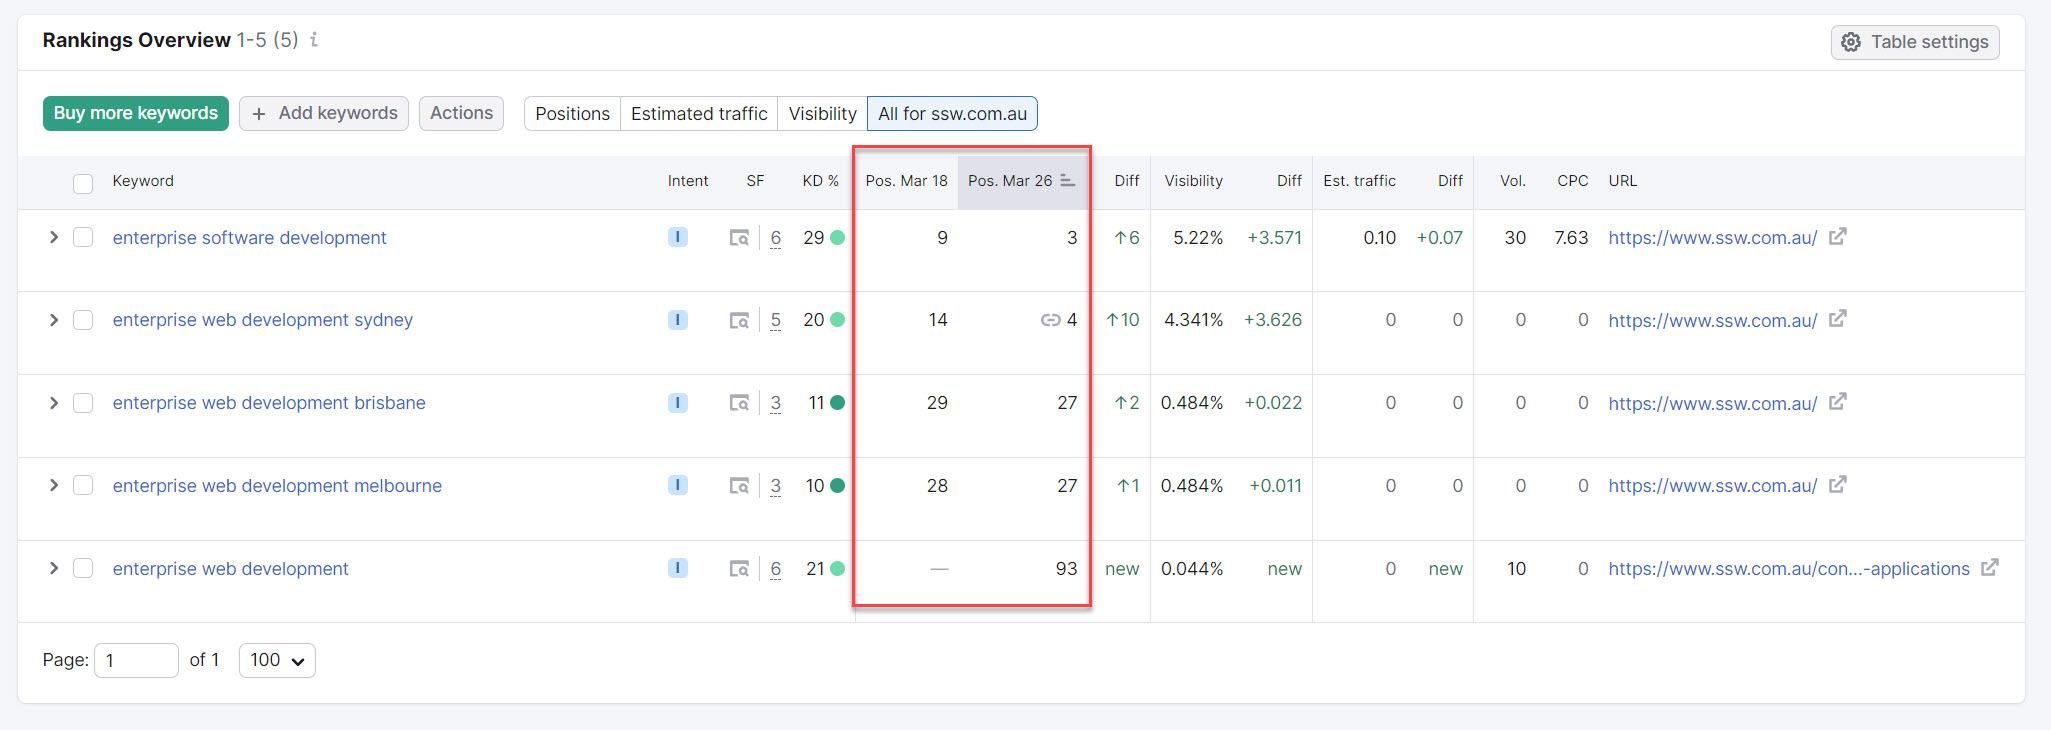 Rankings Overview 1-5 (5) i
Table settings
Buy more keywords + Add keywords Actions Positions Estimated traffic Visibility All for ssw.com.au
Keyword Intent SF KD % Pos. Mar 18 Pos. Mar 26 Diff Visibility Diff Est. traffic Diff Vol. CPC URL
enterprise software development I 6 29 9 3 ↑6 5.22% +3.571 0.10 +0.07 30 7.63 https://www.ssw.com.au/
enterprise web development sydney I 5 20 14 4 ↑10 4.341% +3.626 0 0 0 0 https://www.ssw.com.au/
enterprise web development brisbane I 3 11 29 27 ↑2 0.484% +0.022 0 0 0 0 https://www.ssw.com.au/
enterprise web development melbourne I 3 10 28 27 ↑1 0.484% +0.011 0 0 0 0 https://www.ssw.com.au/
enterprise web development I 6 21 — 93 new 0.044% new 0 new 10 0 https://www.ssw.com.au/con...-applications
Page: 1 of 1 100